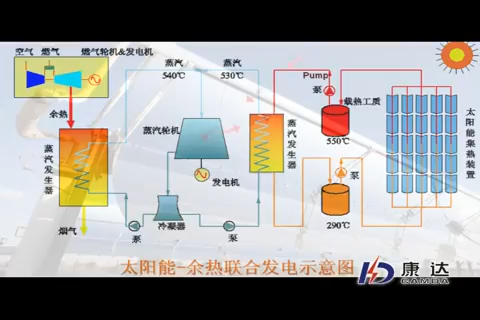 空气 燃气 燃气轮机&发电机
余热
蒸汽发生器
烟气
蒸汽
540℃
蒸汽
530℃
蒸汽轮机
发电机
泵
冷凝器
泵
蒸汽发生器
Pump
泵
载热工质
550℃
泵
290℃
太阳能集热装置
太阳能-余热联合发电示意图
康达
CAMDA